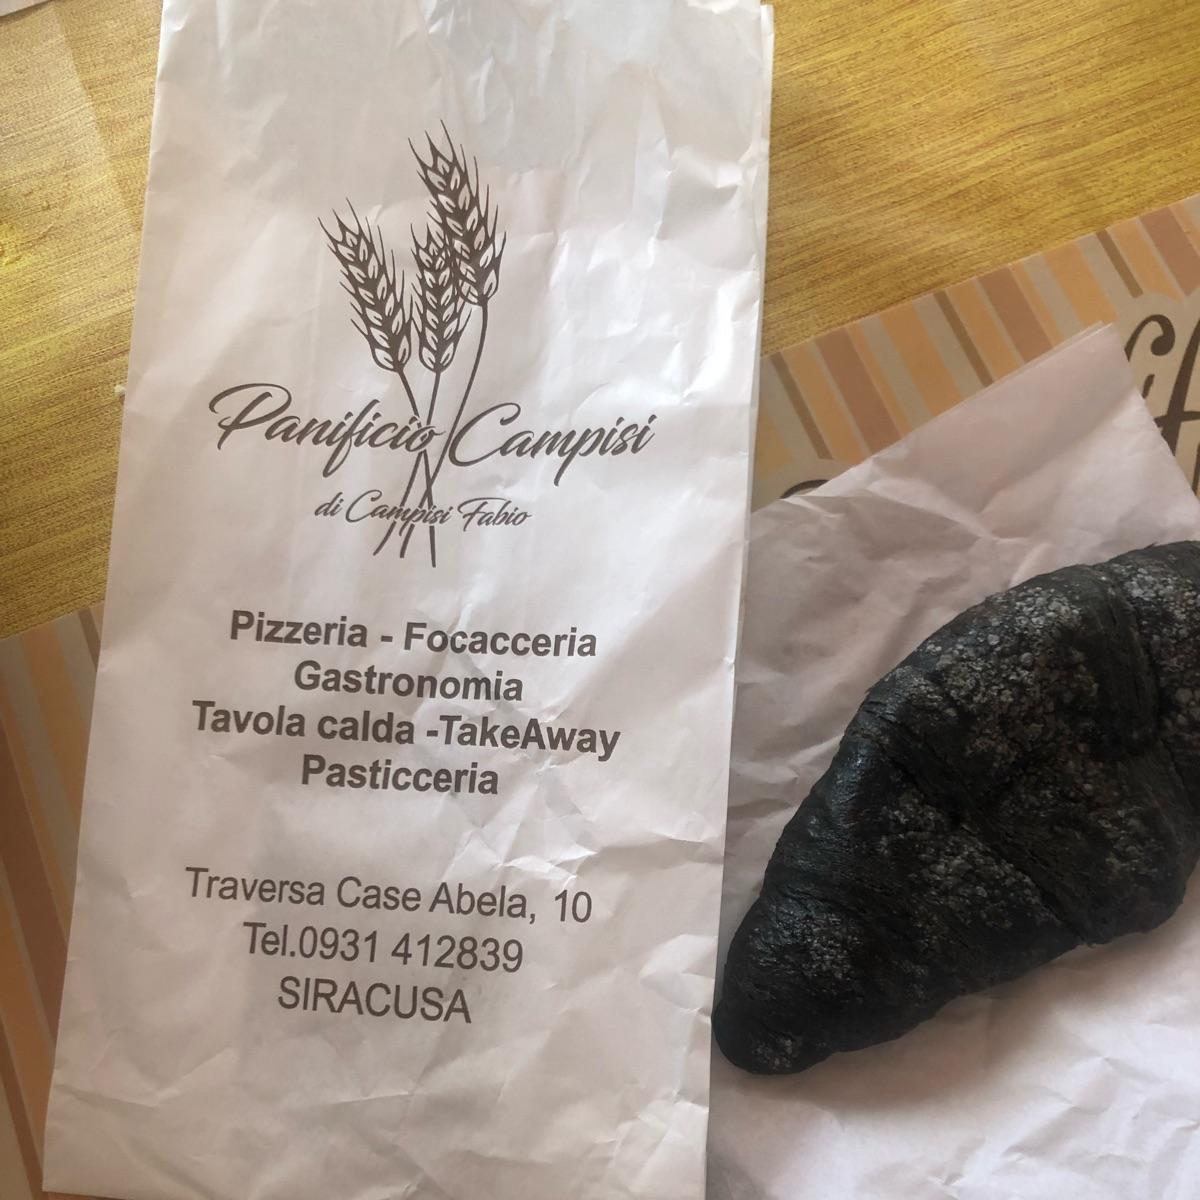 Panificio Campisi
di Campisi Fabio
Pizzeria - Focacceria
Gastronomia
Tavola calda -TakeAway
Pasticceria
Traversa Case Abela, 10
Tel.0931 412839
SIRACUSA